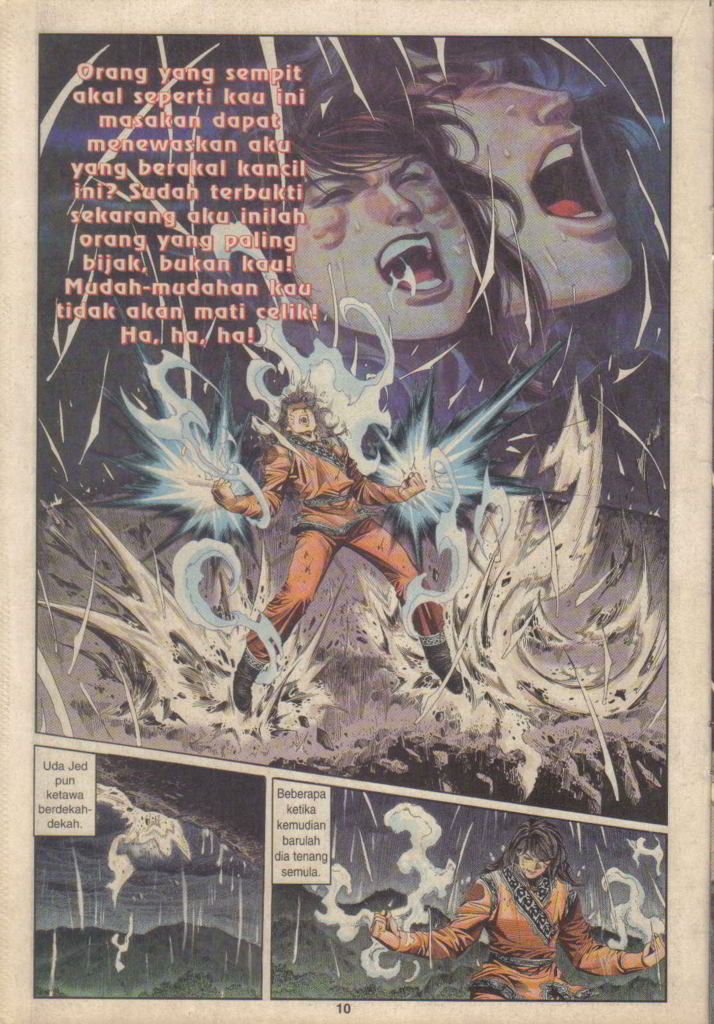 Orang yang sempit
akal seperti kau ini
masakan dapat
menewaskan aku
yang berakal kancil
ini? Sudah terbukti
sekarang aku inilah
orang yang paling
bijak, bukan kau!
Mudah-mudahan kau
tidak akan mati celik!
Ha, ha, ha!
Uda Jed
pun
ketawa
berdekah-
dekah.
Beberapa
ketika
kemudian
barulah
dia tenang
semula.
10